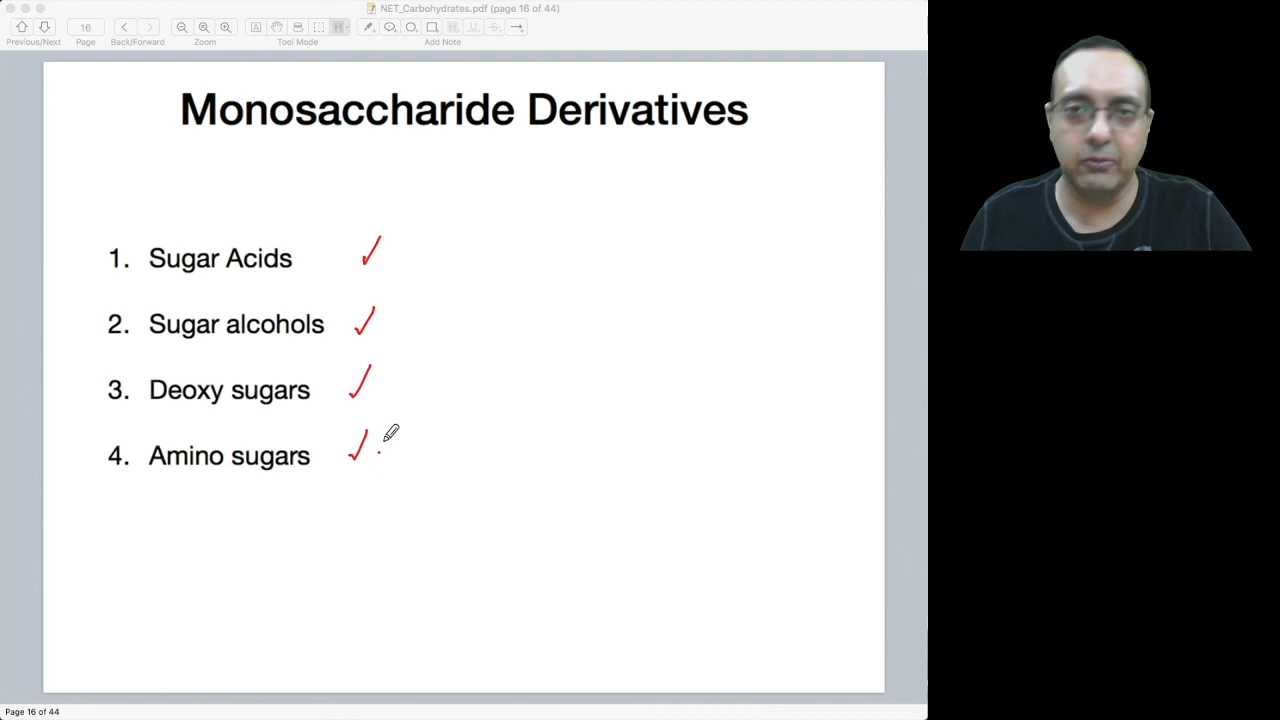 NET_Carbohydrates.pdf (page 16 of 44)
16
Previous/Next Page Back/Forward Zoom Tool Mode Add Note
Monosaccharide Derivatives
1. Sugar Acids
2. Sugar alcohols
3. Deoxy sugars
4. Amino sugars
Page 16 of 44